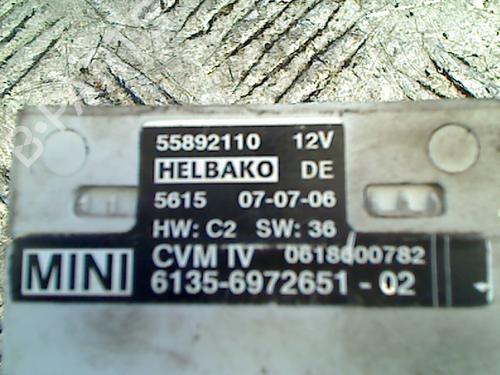 55892110 12V
HELBAKO DE
5615 07-07-06
HW: C2 SW: 36
MINI
CVM IV 0618600782
6135-6972651 - 02